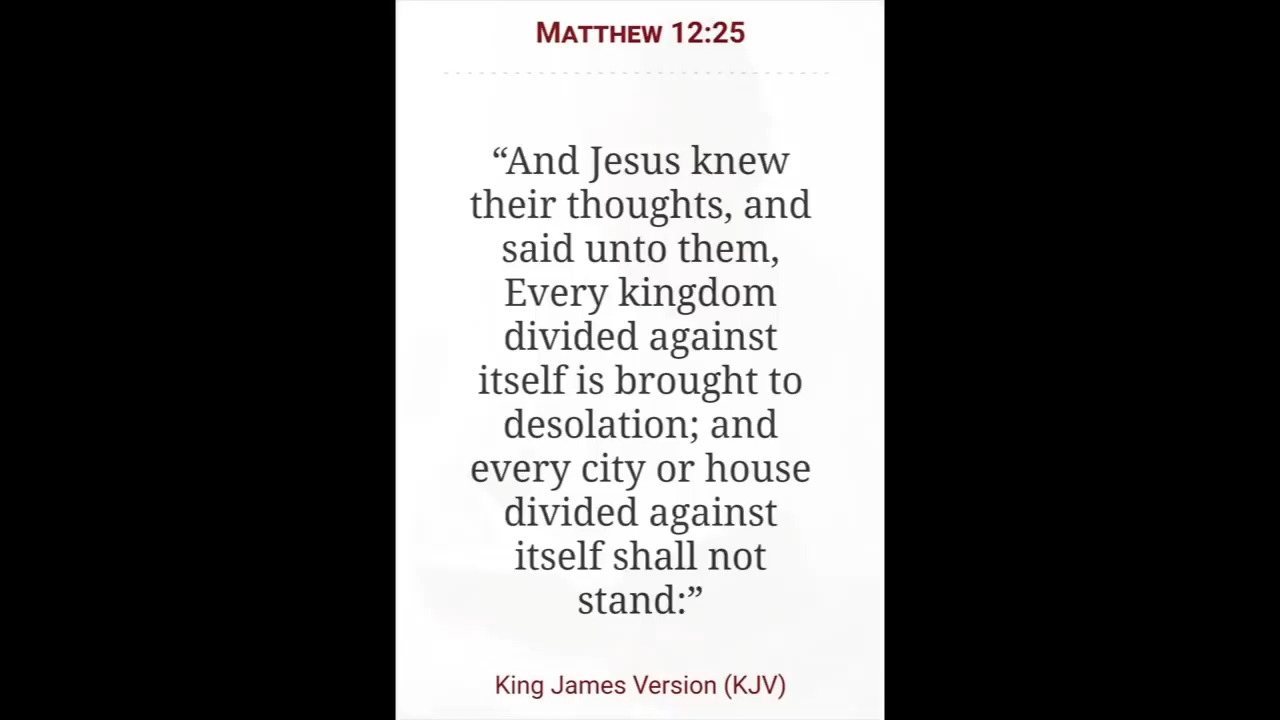 Matthew 12:25
“And Jesus knew
their thoughts, and
said unto them,
Every kingdom
divided against
itself is brought to
desolation; and
every city or house
divided against
itself shall not
stand:”
King James Version (KJV)